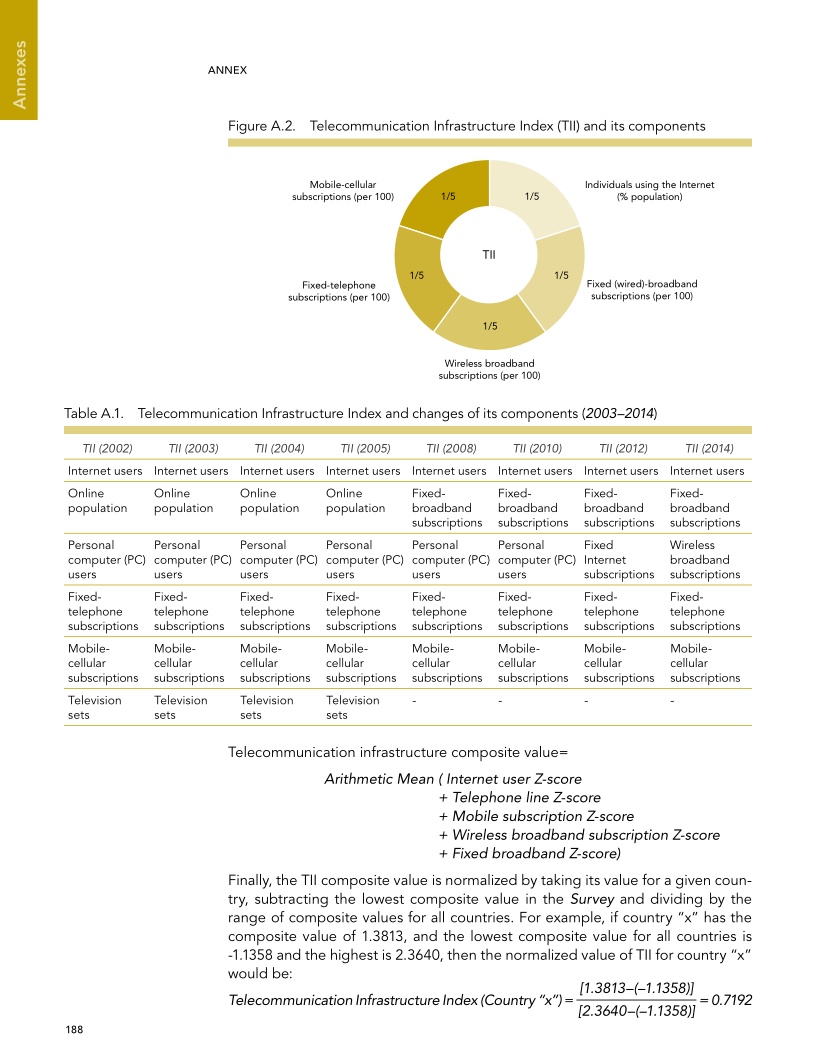 Annexes
ANNEX
Figure A.2. Telecommunication Infrastructure Index (TII) and its components
Mobile-cellular
subscriptions (per 100)
1/5
1/5
Individuals using the Internet
(% population)
TII
Fixed-telephone
subscriptions (per 100)
1/5
1/5
Fixed (wired)-broadband
subscriptions (per 100)
1/5
Wireless broadband
subscriptions (per 100)
Table A.1. Telecommunication Infrastructure Index and changes of its components (2003–2014)
TII (2002) TII (2003) TII (2004) TII (2005) TII (2008) TII (2010) TII (2012) TII (2014)
Internet users Internet users Internet users Internet users Internet users Internet users Internet users Internet users
Online Online Online Online Fixed- Fixed- Fixed- Fixed-
population population population population broadband broadband broadband broadband
subscriptions subscriptions subscriptions subscriptions
Personal Personal Personal Personal Personal Personal Fixed Wireless
computer (PC) computer (PC) computer (PC) computer (PC) computer (PC) computer (PC) Internet broadband
users users users users users users subscriptions subscriptions
Fixed- Fixed- Fixed- Fixed- Fixed- Fixed- Fixed- Fixed-
telephone telephone telephone telephone telephone telephone telephone telephone
subscriptions subscriptions subscriptions subscriptions subscriptions subscriptions subscriptions subscriptions
Mobile- Mobile- Mobile- Mobile- Mobile- Mobile- Mobile- Mobile-
cellular cellular cellular cellular cellular cellular cellular cellular
subscriptions subscriptions subscriptions subscriptions subscriptions subscriptions subscriptions subscriptions
Television Television Television Television - - - -
sets sets sets sets
Telecommunication infrastructure composite value=
Arithmetic Mean ( Internet user Z-score
+ Telephone line Z-score
+ Mobile subscription Z-score
+ Wireless broadband subscription Z-score
+ Fixed broadband Z-score)
Finally, the TII composite value is normalized by taking its value for a given coun-
try, subtracting the lowest composite value in the Survey and dividing by the
range of composite values for all countries. For example, if country “x” has the
composite value of 1.3813, and the lowest composite value for all countries is
-1.1358 and the highest is 2.3640, then the normalized value of TII for country “x”
would be:
[1.3813–(–1.1358)]
Telecommunication Infrastructure Index (Country “x”) = = 0.7192
[2.3640–(–1.1358)]
188